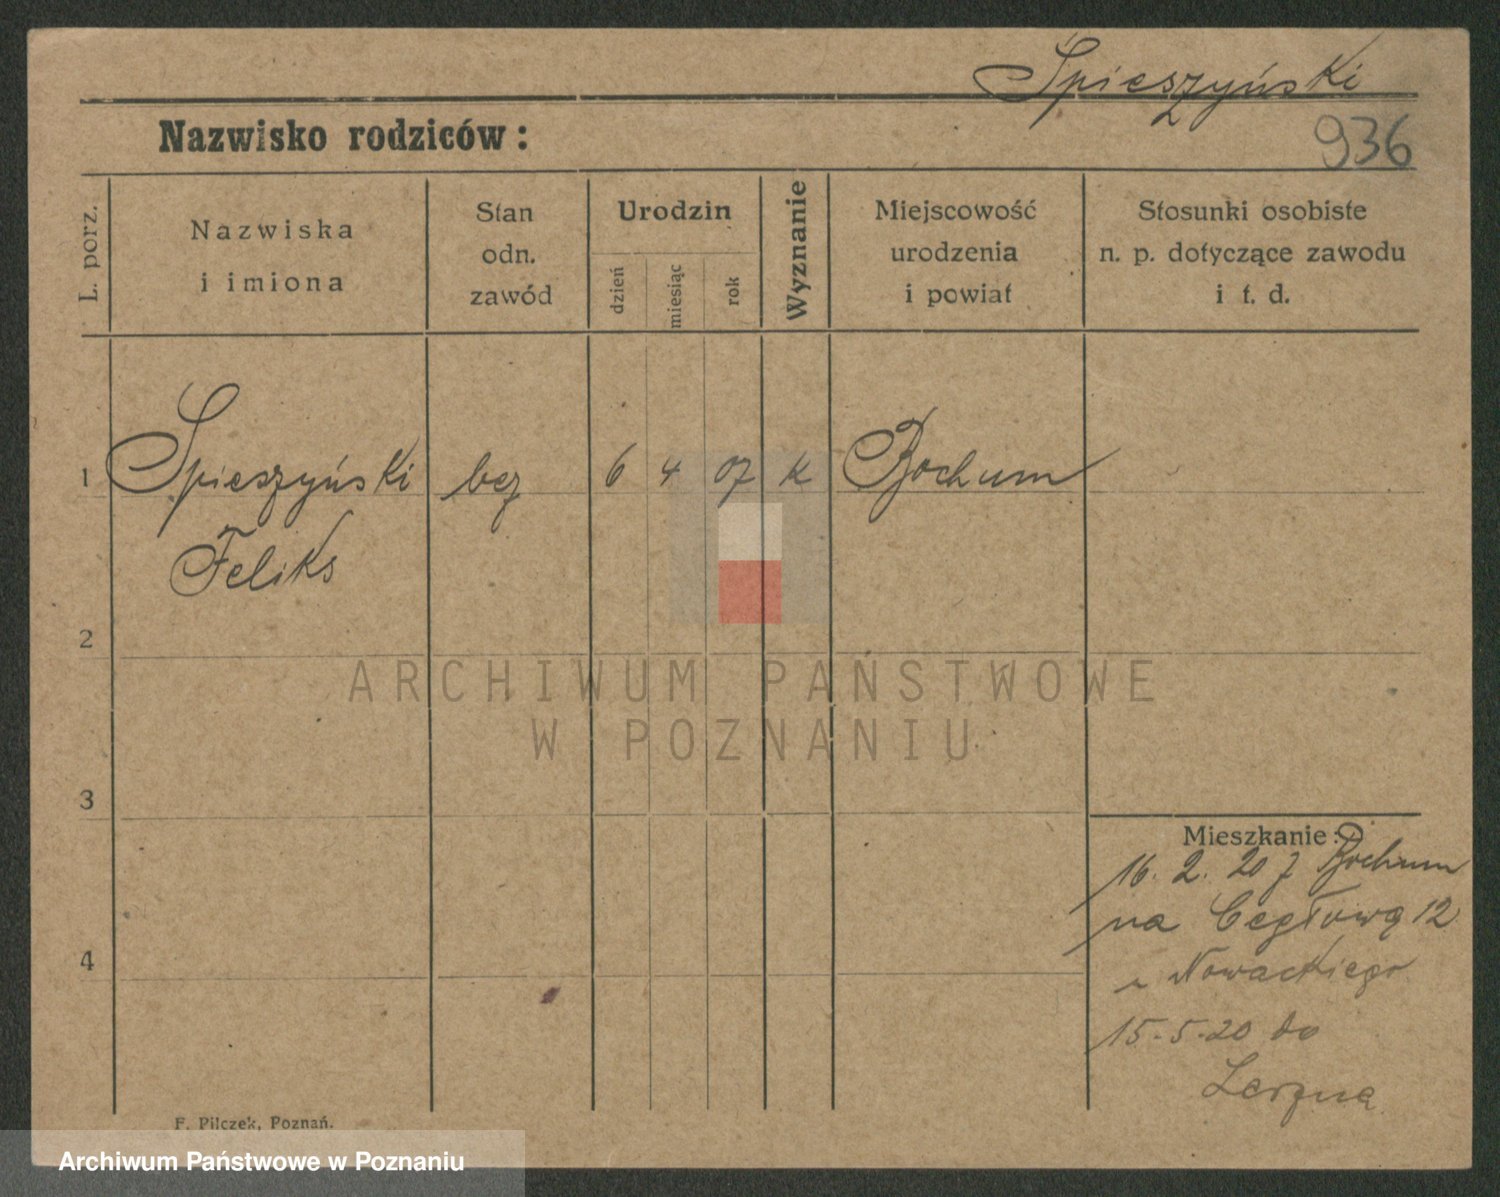 Spieszyński
Nazwisko rodziców:
936
L. porz.
Nazwiska
i imiona
Stan
odn.
zawód
Urodzin
dzień
miesiąc
rok
Wyznanie
Miejscowość
urodzenia
i powiat
Stosunki osobiste
n. p. dotyczące zawodu
i t. d.
1 Spieszyński bez 6 4 07 k Bochum
Feliks
2
ARCHIWUM PAŃSTWOWE
W POZNANIU
3
Mieszkanie:
16. 2. 20 z Bochum
na Cegłową 12
u Nowackiego
4
15-5-20 do
F. Pilczek, Poznań.
Archiwum Państwowe w Poznaniu